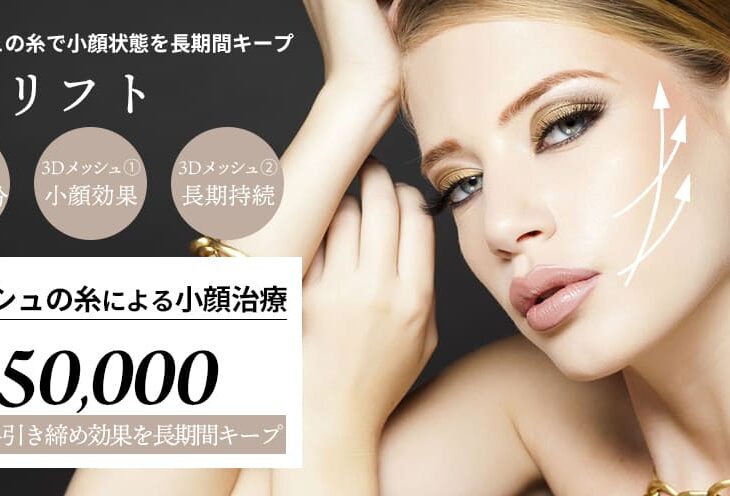 の糸で小顔状態を長期間キープ
リフト
3Dメッシュ①
小顔効果
3Dメッシュ②
長期持続
シュの糸による小顔治療
50,000
引き締め効果を長期間キープ